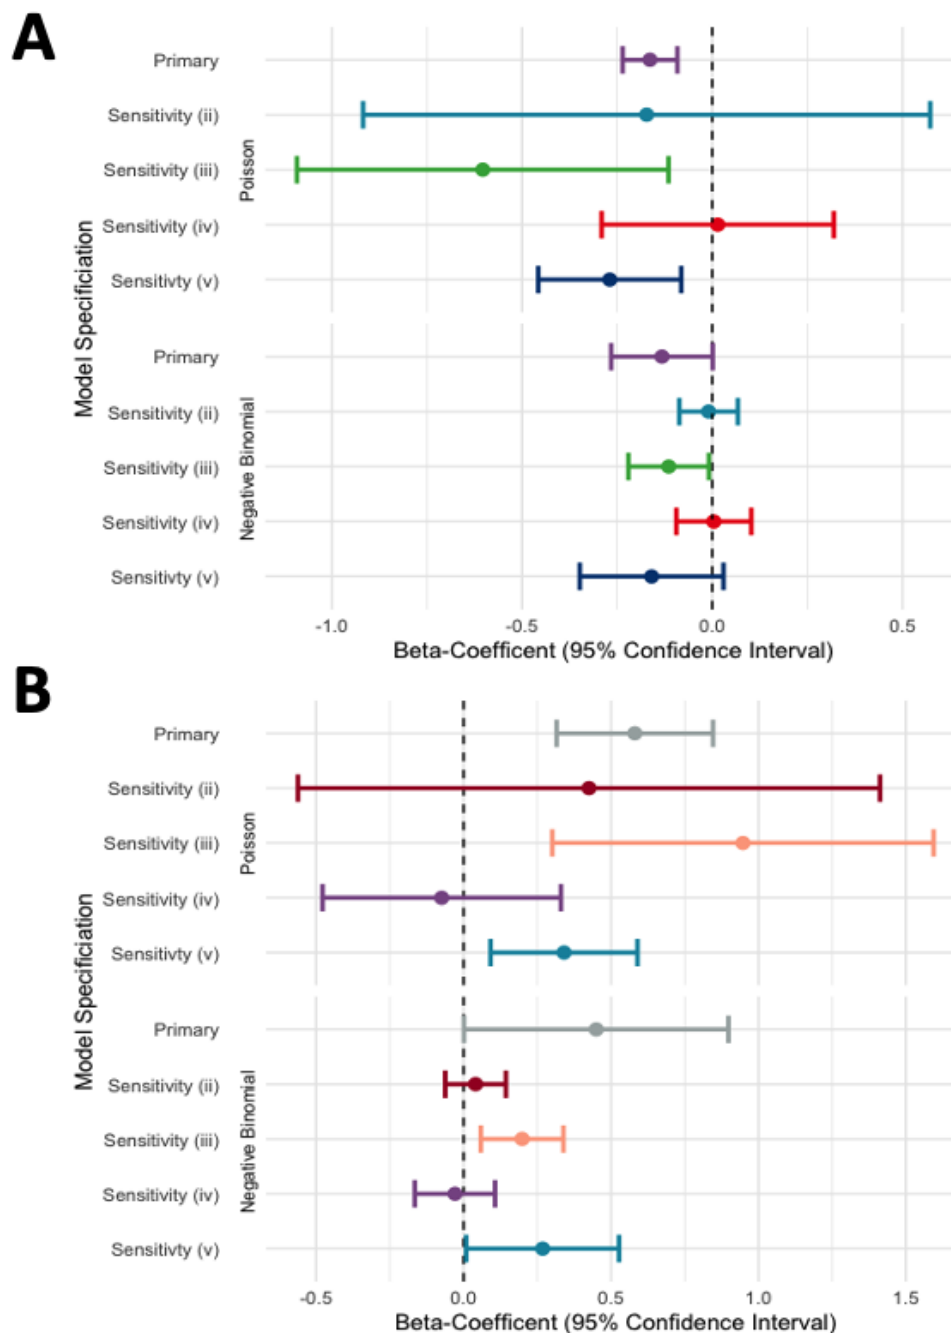 A
Primary
Sensitivity (ii)
Sensitivity (iii)
Sensitivity (iv)
Sensitivty (v)
Poisson
Primary
Sensitivity (ii)
Sensitivity (iii)
Sensitivity (iv)
Sensitivty (v)
Negative Binomial
Model Specificiation
-1.0 -0.5 0.0 0.5
Beta-Coefficent (95% Confidence Interval)
B
Primary
Sensitivity (ii)
Sensitivity (iii)
Sensitivity (iv)
Sensitivty (v)
Poisson
Primary
Sensitivity (ii)
Sensitivity (iii)
Sensitivity (iv)
Sensitivty (v)
Negative Binomial
Model Specificiation
-0.5 0.0 0.5 1.0 1.5
Beta-Coefficent (95% Confidence Interval)